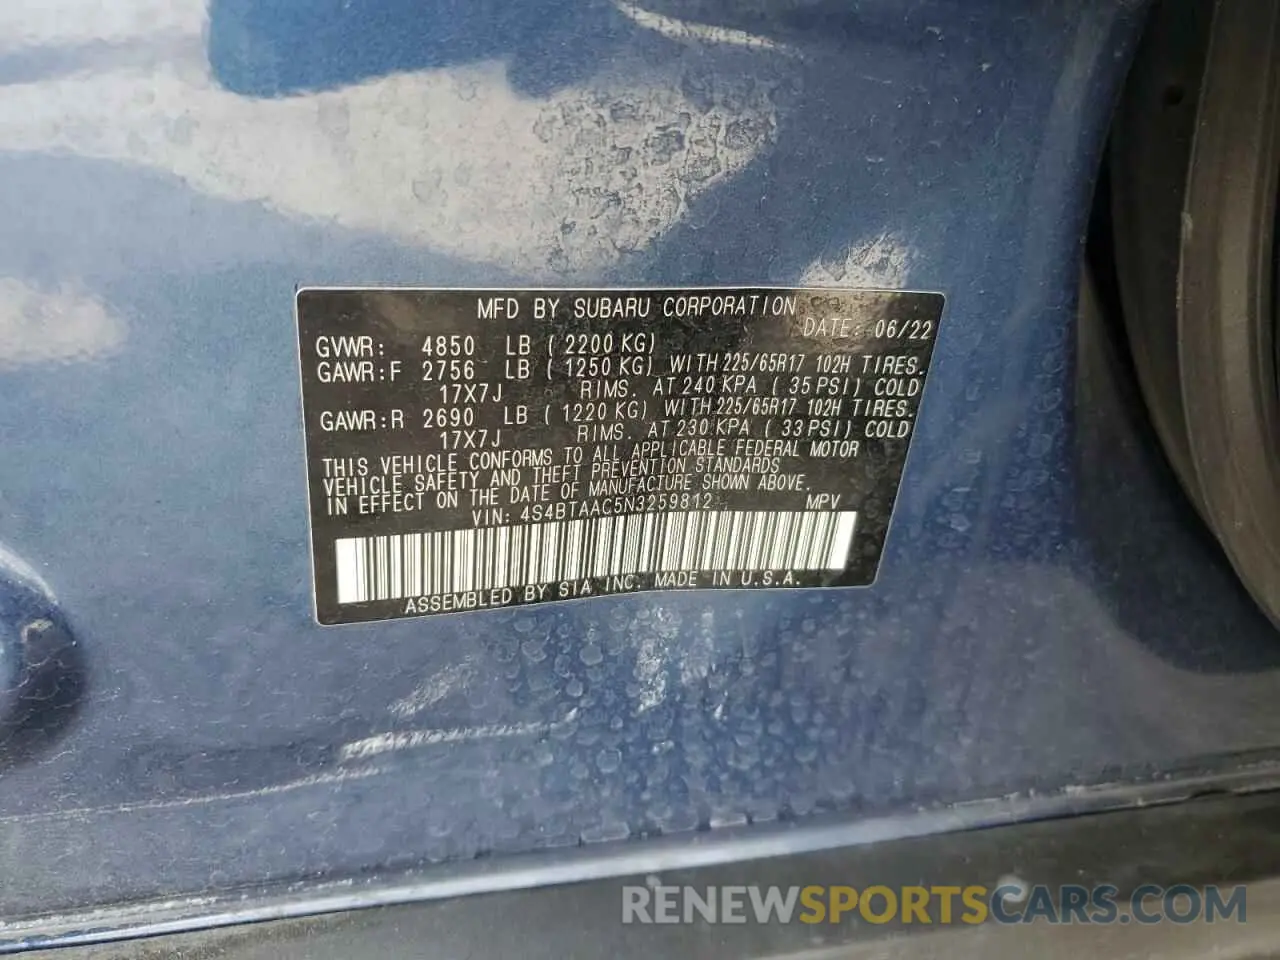 MFD BY SUBARU CORPORATION
DATE: 06/22
GVWR: 4850 LB (2200 KG)
GAWR:F 2756 LB (1250 KG) WITH 225/65R17 102H TIRES.
17X7J RIMS. AT 240 KPA (35 PSI) COLD
GAWR:R 2690 LB (1220 KG) WITH 225/65R17 102H TIRES.
17X7J RIMS. AT 230 KPA (33 PSI) COLD
THIS VEHICLE CONFORMS TO ALL APPLICABLE FEDERAL MOTOR
VEHICLE SAFETY AND THEFT PREVENTION STANDARDS
IN EFFECT ON THE DATE OF MANUFACTURE SHOWN ABOVE.
VIN: 4S4BTAAC5N3259812 MPV
ASSEMBLED BY SIA INC. MADE IN U.S.A.
RENEWSPORTSCARS.COM